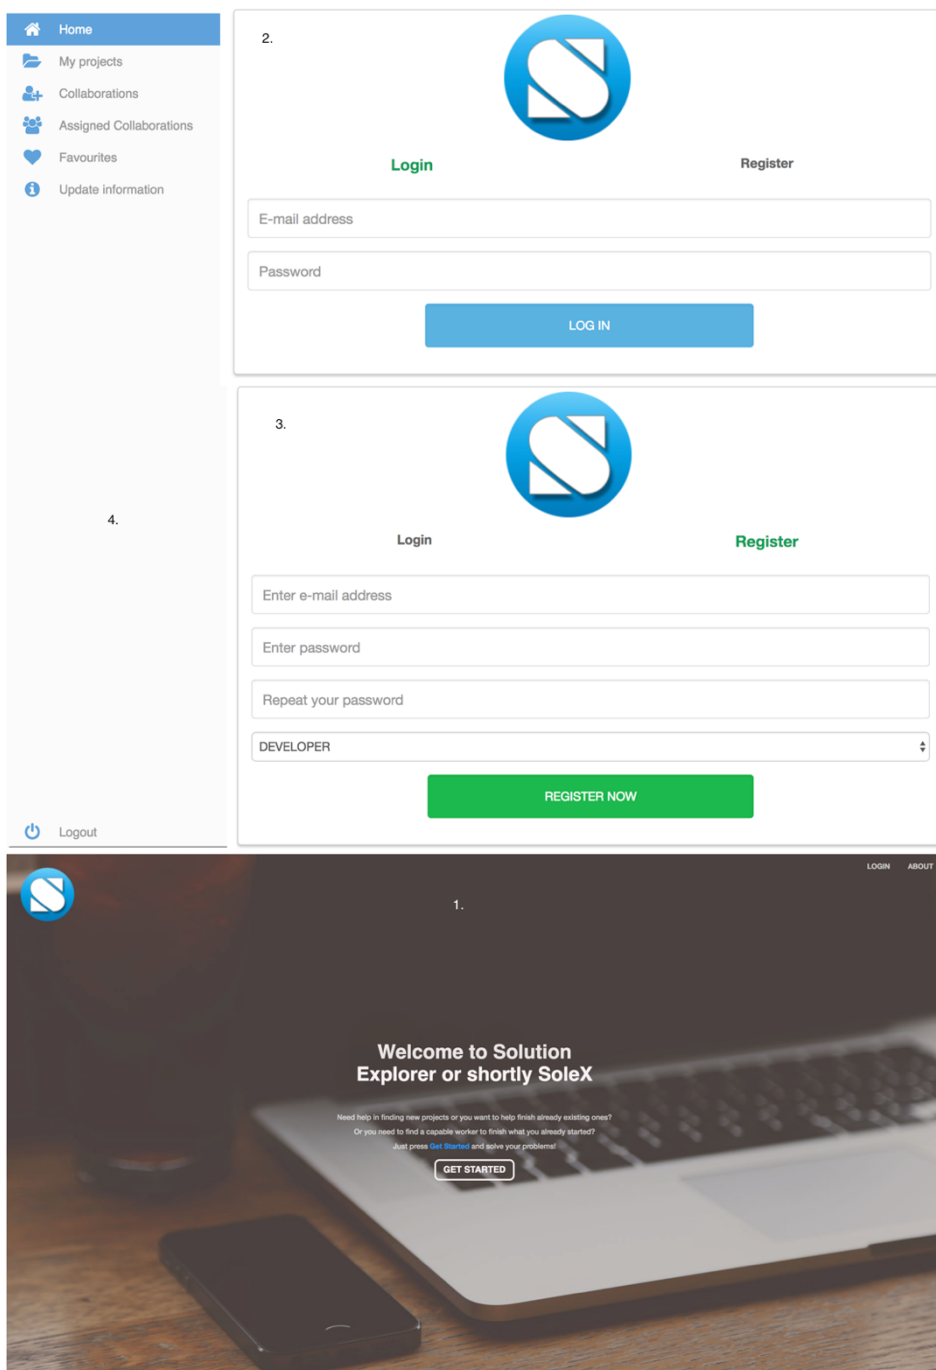 Home
My projects
Collaborations
Assigned Collaborations
Favourites
Update information
4.
Logout
2.
Login
Register
E-mail address
Password
LOG IN
3.
Login
Register
Enter e-mail address
Enter password
Repeat your password
DEVELOPER
REGISTER NOW
LOGIN ABOUT
1.
Welcome to Solution
Explorer or shortly SoleX
Need help in finding new projects or you want to help finish already existing ones?
Or you need to find a capable worker to finish what you already started?
Just press Get Started and solve your problems!
GET STARTED